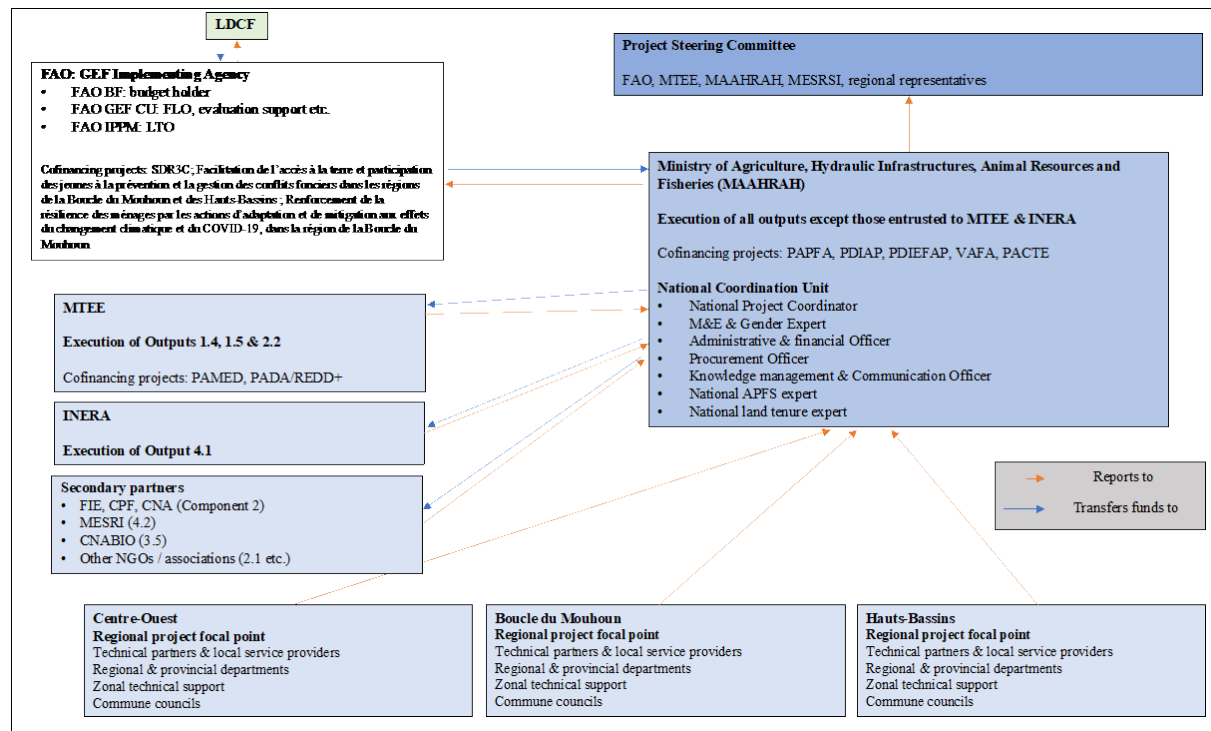 LDCF
FAO: GEF Implementing Agency
• FAO BF: budget holder
• FAO GEF CU: FLO, evaluation support etc.
• FAO IPPM: LTO
Cofinancing projects: SDR3C; Facilitation de l'accès à la terre et participation
des jeunes à la prévention et la gestion des conflits fonciers dans les régions
de la Boucle du Mouhoun et des Hauts-Bassins ; Renforcement de la
résilience des ménages par les actions d'adaptation et de mitigation aux effets
du changement climatique et du COVID-19, dans la région de la Boucle du
Mouhoun
Project Steering Committee
FAO, MTEE, MAAHRAH, MESRSI, regional representatives
Ministry of Agriculture, Hydraulic Infrastructures, Animal Resources and
Fisheries (MAAHRAH)
Execution of all outputs except those entrusted to MTEE & INERA
Cofinancing projects: PAPFA, PDIAP, PDIEFAP, VAFA, PACTE
National Coordination Unit
• National Project Coordinator
• M&E & Gender Expert
• Administrative & financial Officer
• Procurement Officer
• Knowledge management & Communication Officer
• National APFS expert
• National land tenure expert
MTEE
Execution of Outputs 1.4, 1.5 & 2.2
Cofinancing projects: PAMED, PADA/REDD+
INERA
Execution of Output 4.1
Secondary partners
• FIE, CPF, CNA (Component 2)
• MESRI (4.2)
• CNABIO (3.5)
• Other NGOs / associations (2.1 etc.)
Reports to
Transfers funds to
Centre-Ouest
Regional project focal point
Technical partners & local service providers
Regional & provincial departments
Zonal technical support
Commune councils
Boucle du Mouhoun
Regional project focal point
Technical partners & local service providers
Regional & provincial departments
Zonal technical support
Commune councils
Hauts-Bassins
Regional project focal point
Technical partners & local service providers
Regional & provincial departments
Zonal technical support
Commune councils